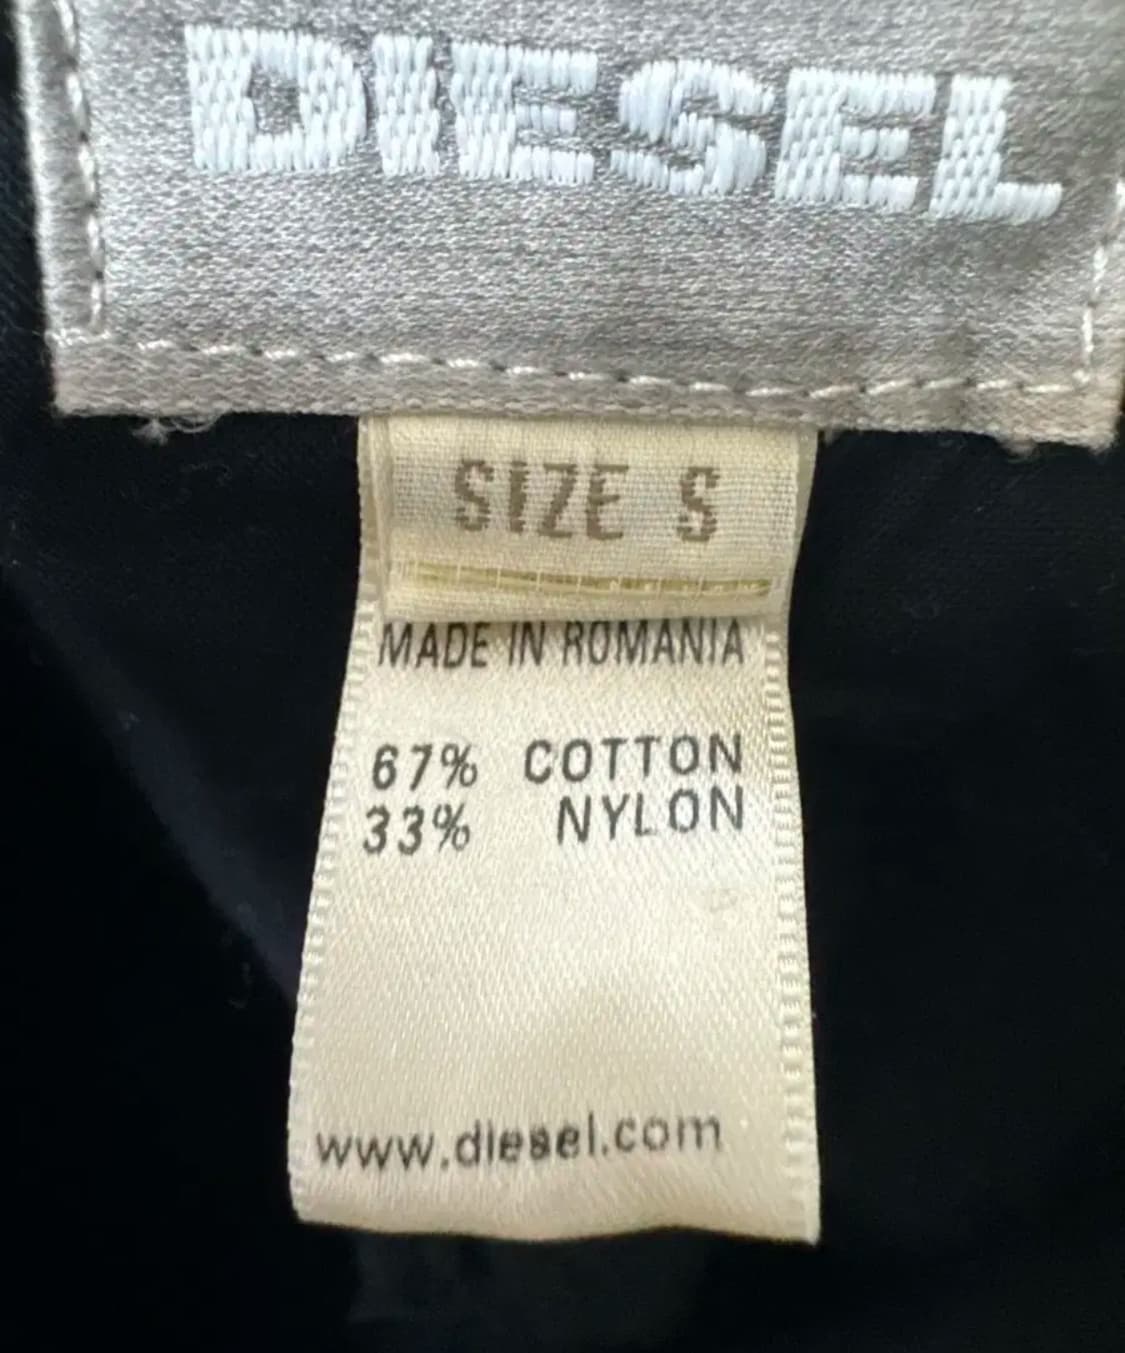 DIESEL
SIZE S
MADE IN ROMANIA
67% COTTON
33% NYLON
www.diesel.com